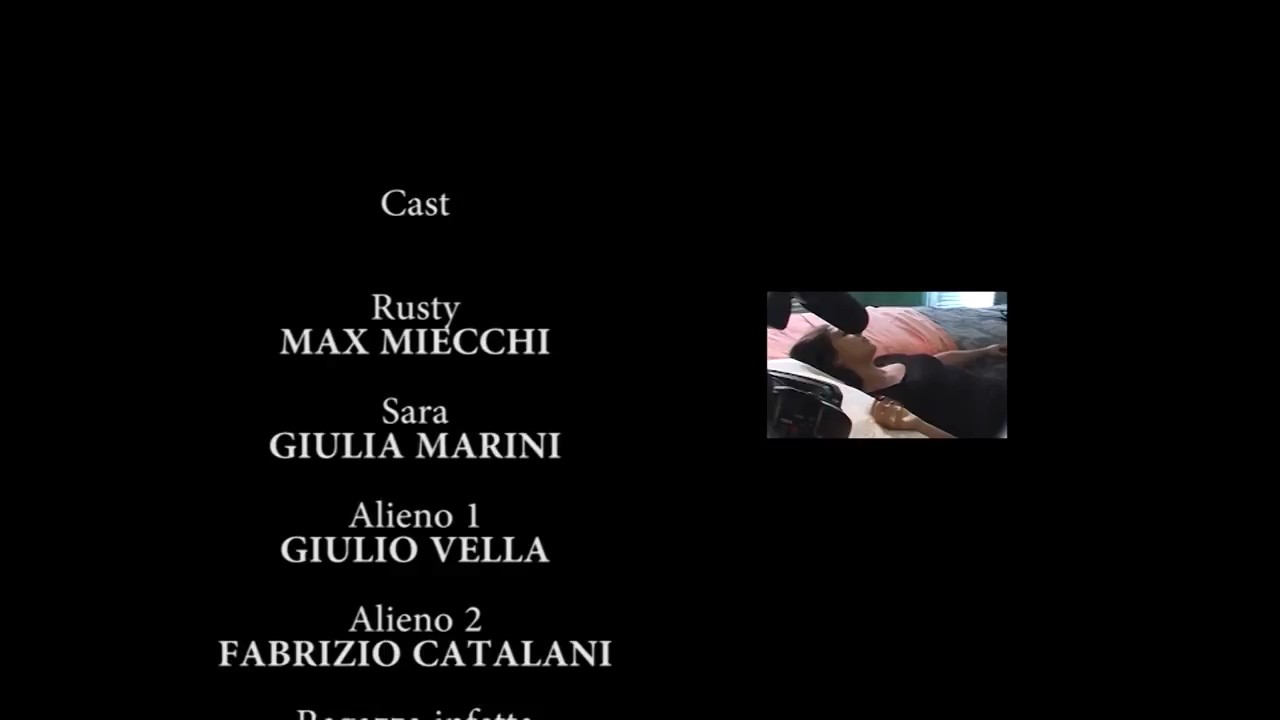 Cast
Rusty
MAX MIECCHI
Sara
GIULIA MARINI
Alieno 1
GIULIO VELLA
Alieno 2
FABRIZIO CATALANI